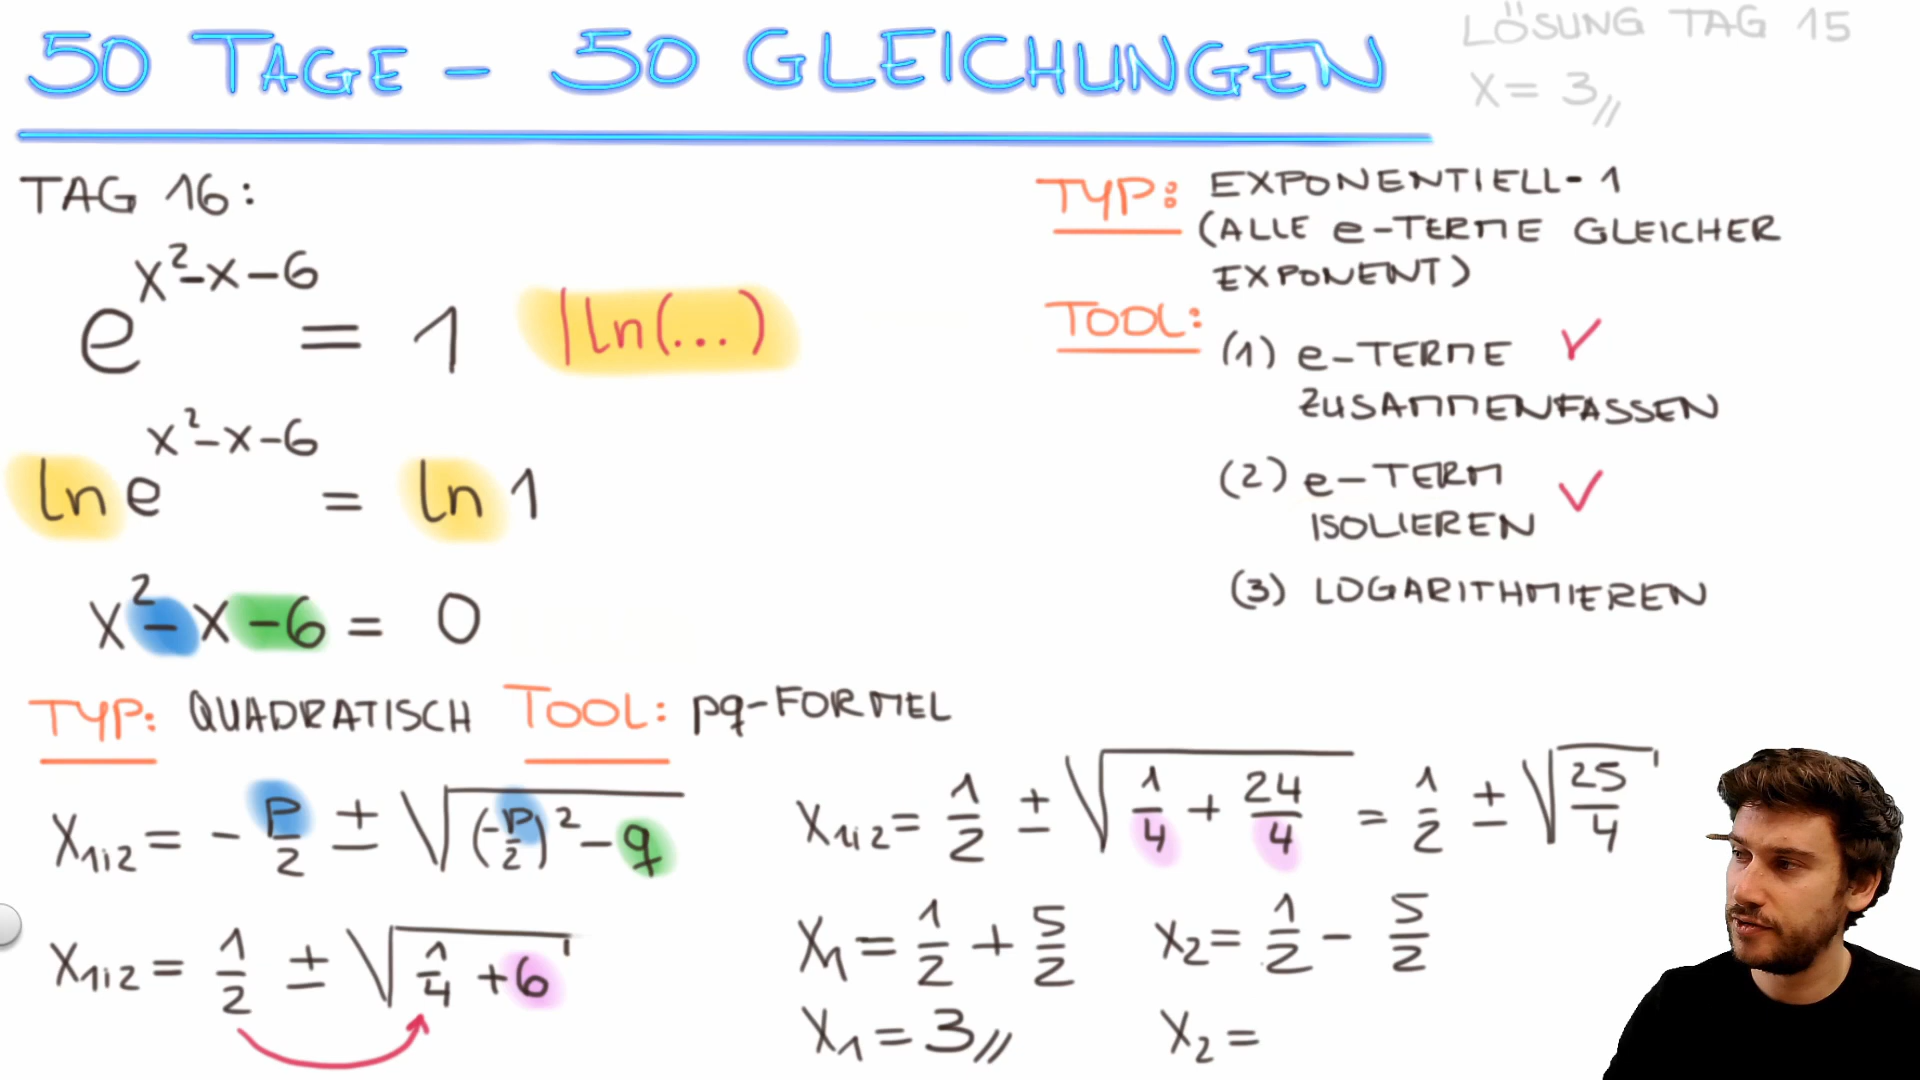 50 TAGE - 50 GLEICHUNGEN
LÖSUNG TAG 15
x = 3//
TAG 16:
e^(x²-x-6) = 1 | ln(...)
ln e^(x²-x-6) = ln 1
x² - x - 6 = 0
TYP: EXPONENTIELL-1
(ALLE e-TERME GLEICHER
EXPONENT)
TOOL:
(1) e-TERME ✓
ZUSAMMENFASSEN
(2) e-TERM ✓
ISOLIEREN
(3) LOGARITHMIEREN
TYP: QUADRATISCH TOOL: pq-FORMEL
x₁;₂ = - p/2 ± √((-p/2)² - q)
x₁;₂ = 1/2 ± √(1/4 + 6)
x₁;₂ = 1/2 ± √(1/4 + 24/4) = 1/2 ± √(25/4)
x₁ = 1/2 + 5/2 x₂ = 1/2 - 5/2
x₁ = 3// x₂ =